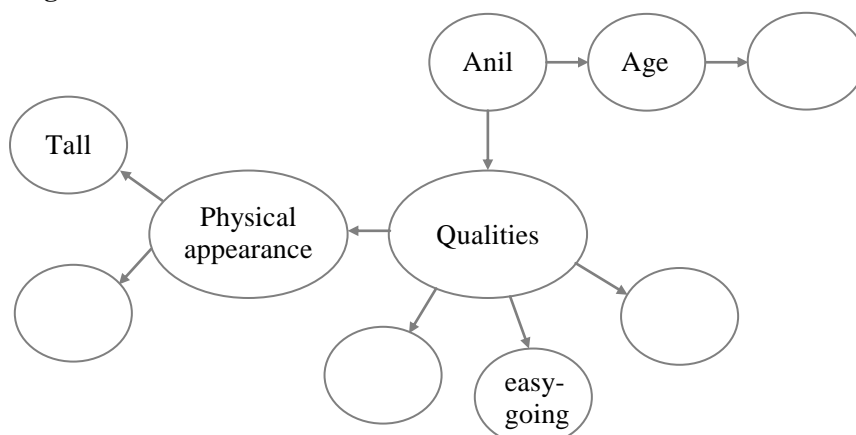 Anil
Age
Tall
Physical
appearance
Qualities
easy-
going